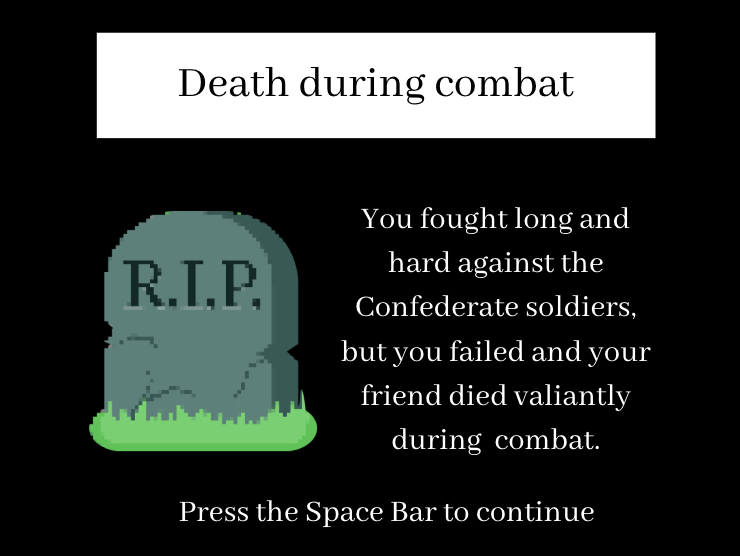 Death during combat
R.I.P.
You fought long and
hard against the
Confederate soldiers,
but you failed and your
friend died valiantly
during  combat.
Press the Space Bar to continue